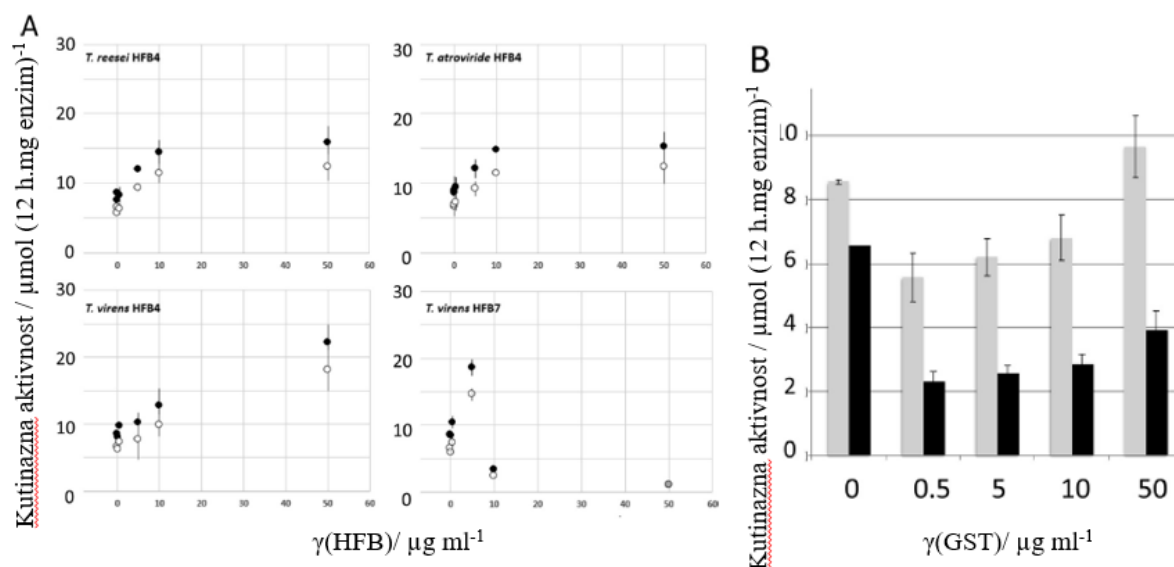 A
Kutinazna aktivnost / µmol (12 h.mg enzim)-1
T. reesei HFB4
30
20
10
0
0 10 20 30 40 50 60
T. atroviride HFB4
30
20
10
0
0 10 20 30 40 50 60
T. virens HFB4
30
20
10
0
0 10 20 30 40 50 60
T. virens HFB7
30
20
10
0
0 10 20 30 40 50 60
γ(HFB)/ µg ml-1
B
Kutinazna aktivnost / µmol (12 h.mg enzim)-1
10
8
6
4
2
0
0 0.5 5 10 50
γ(GST)/ µg ml-1